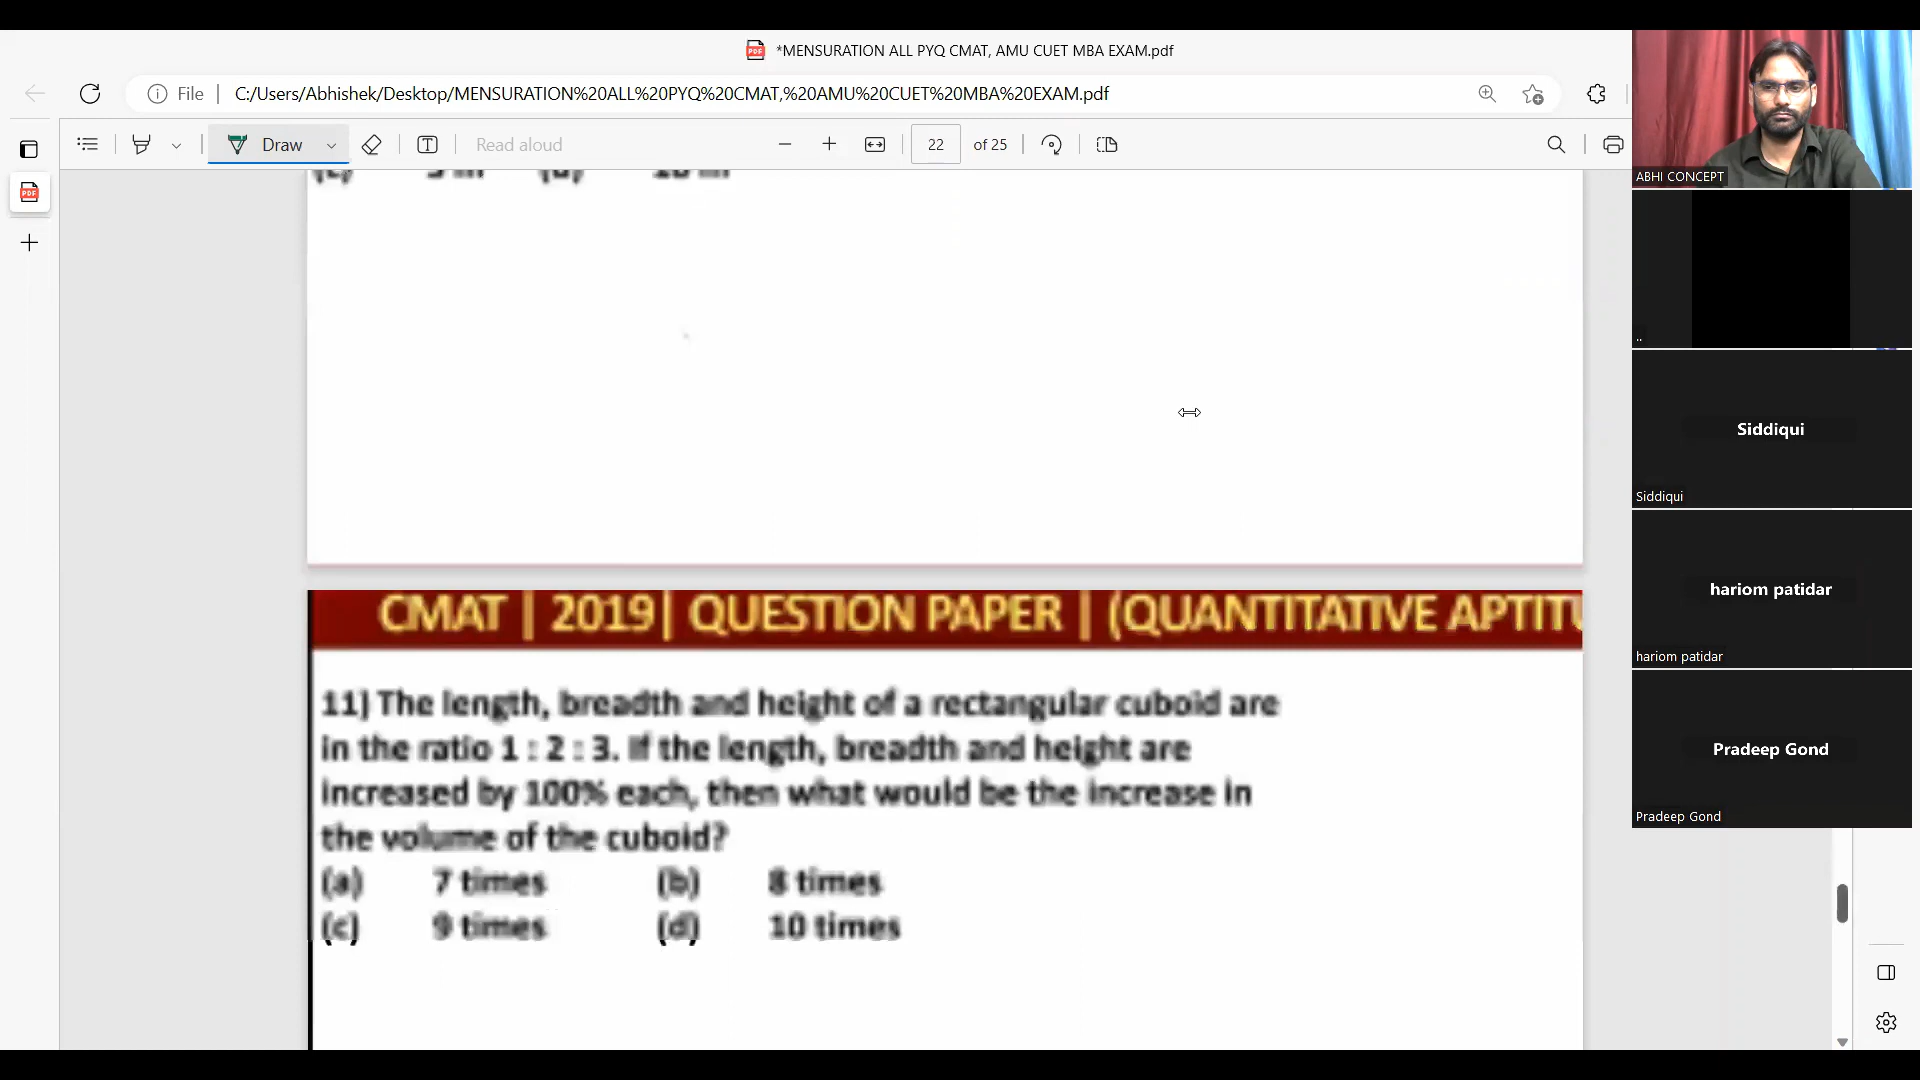 *MENSURATION ALL PYQ CMAT, AMU CUET MBA EXAM.pdf
File
C:/Users/Abhishek/Desktop/MENSURATION%20ALL%20PYQ%20CMAT,%20AMU%20CUET%20MBA%20EXAM.pdf
Draw
Read aloud
22
of 25
CMAT | 2019| QUESTION PAPER | (QUANTITATIVE APTITU
11) The length, breadth and height of a rectangular cuboid are
in the ratio 1 : 2 : 3. If the length, breadth and height are
increased by 100% each, then what would be the increase in
the volume of the cuboid?
(a) 7 times (b) 8 times
(c) 9 times (d) 10 times
ABHI CONCEPT
..
Siddiqui
Siddiqui
hariom patidar
hariom patidar
Pradeep Gond
Pradeep Gond